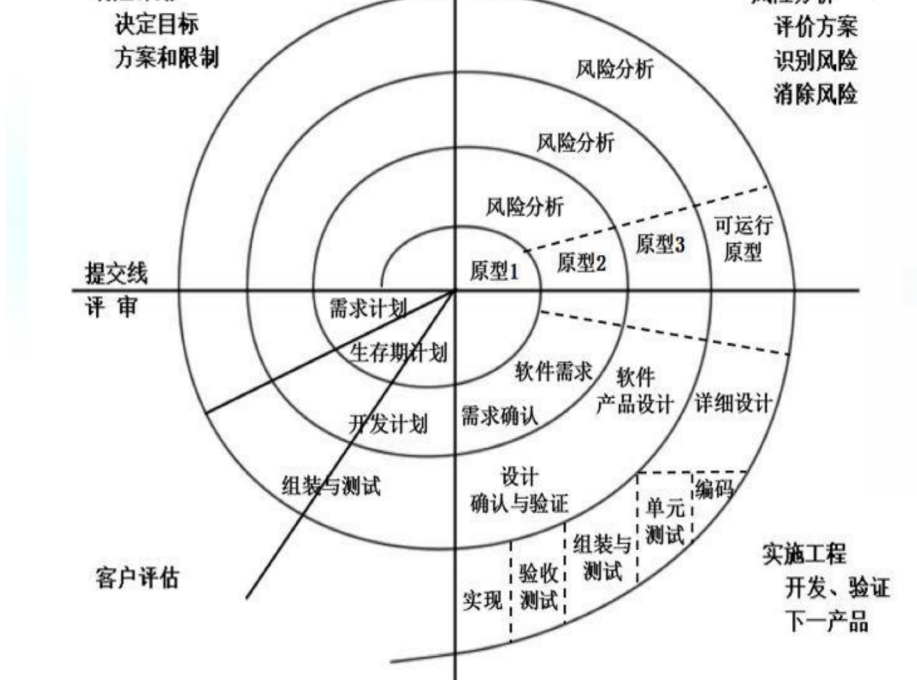 决定目标
方案和限制
评价方案
识别风险
消除风险
风险分析
风险分析
风险分析
原型1
原型2
原型3
可运行
原型
提交线
评 审
需求计划
生存期计划
开发计划
组装与测试
软件需求
需求确认
软件
产品设计
设计
确认与验证
详细设计
编码
单元
测试
组装与
测试
验收
测试
实现
客户评估
实施工程
开发、验证
下一产品